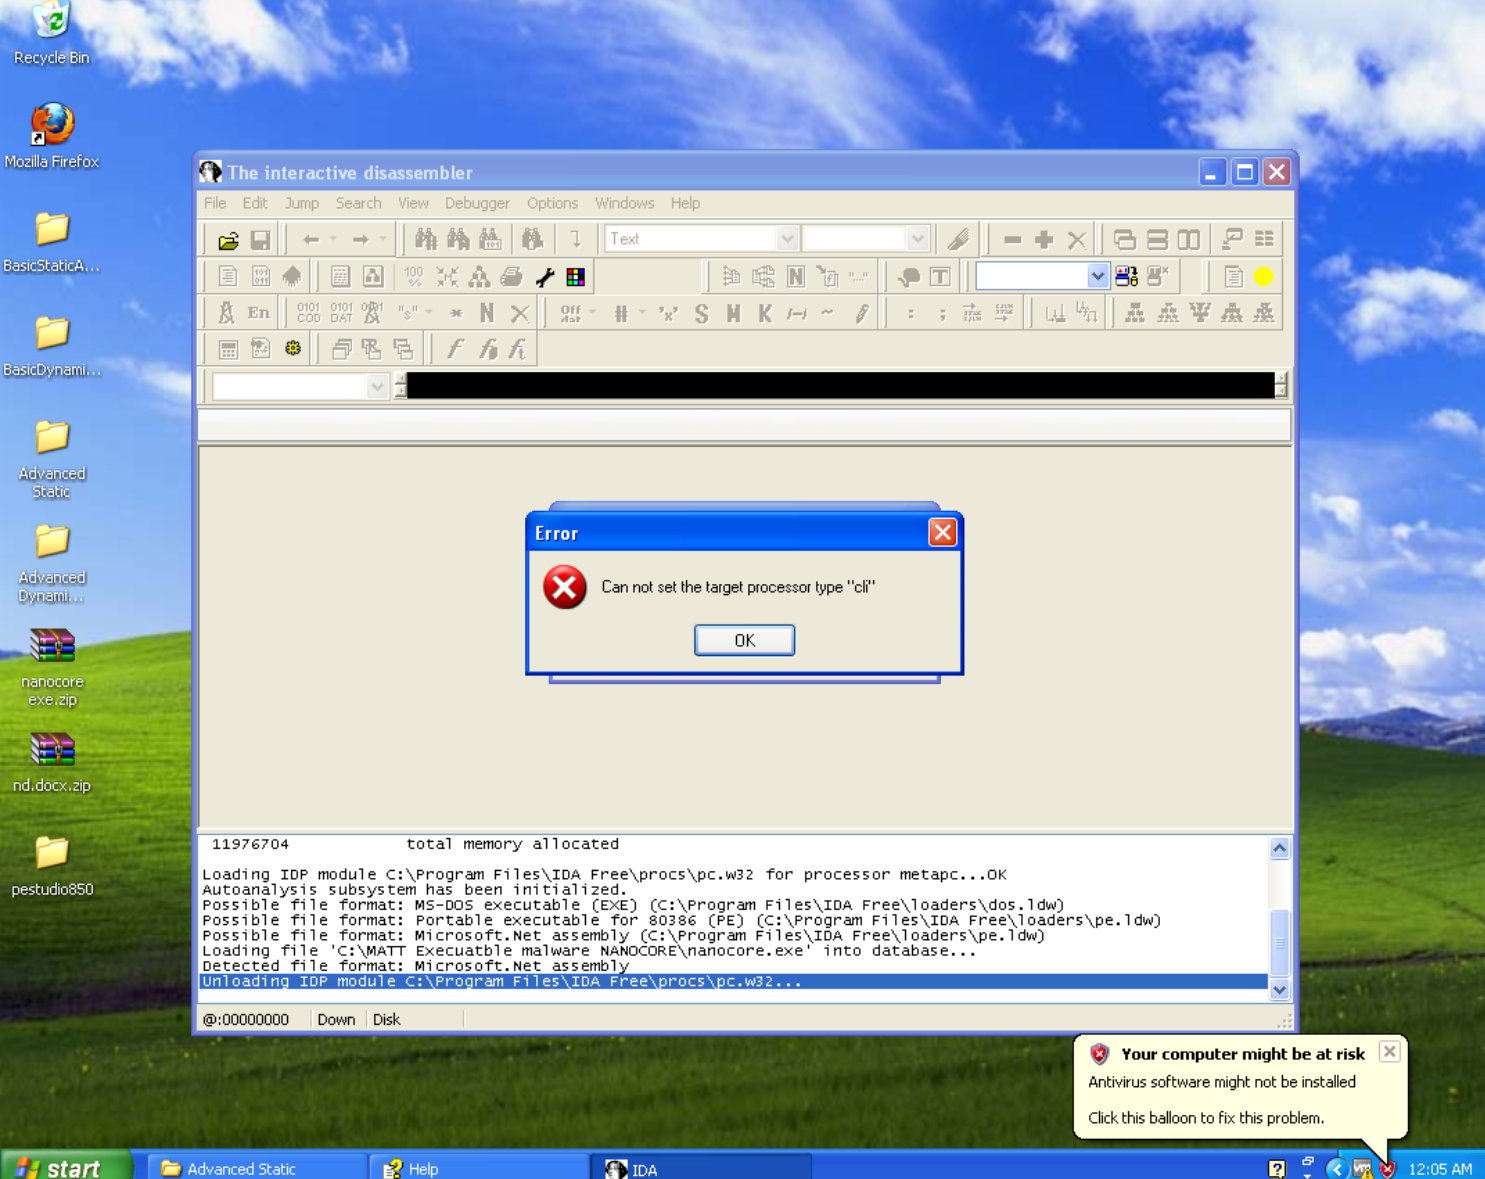 Recycle Bin
Mozilla Firefox
BasicStaticA...
BasicDynami...
Advanced
Static
Advanced
Dynami...
nanocore
exe.zip
nd.docx.zip
pestudio850
The interactive disassembler
File Edit Jump Search View Debugger Options Windows Help
Text
En
Error
Can not set the target processor type "cli"
OK
11976704 total memory allocated
Loading IDP module C:\Program Files\IDA Free\procs\pc.w32 for processor metapc...OK
Autoanalysis subsystem has been initialized.
Possible file format: MS-DOS executable (EXE) (C:\Program Files\IDA Free\loaders\dos.ldw)
Possible file format: Portable executable for 80386 (PE) (C:\Program Files\IDA Free\loaders\pe.ldw)
Possible file format: Microsoft.Net assembly (C:\Program Files\IDA Free\loaders\pe.ldw)
Loading file 'C:\MATT Execuatble malware NANOCORE\nanocore.exe' into database...
Detected file format: Microsoft.Net assembly
Unloading IDP module C:\Program Files\IDA Free\procs\pc.w32...
@:00000000 Down Disk
Your computer might be at risk
Antivirus software might not be installed
Click this balloon to fix this problem.
start Advanced Static Help IDA 12:05 AM